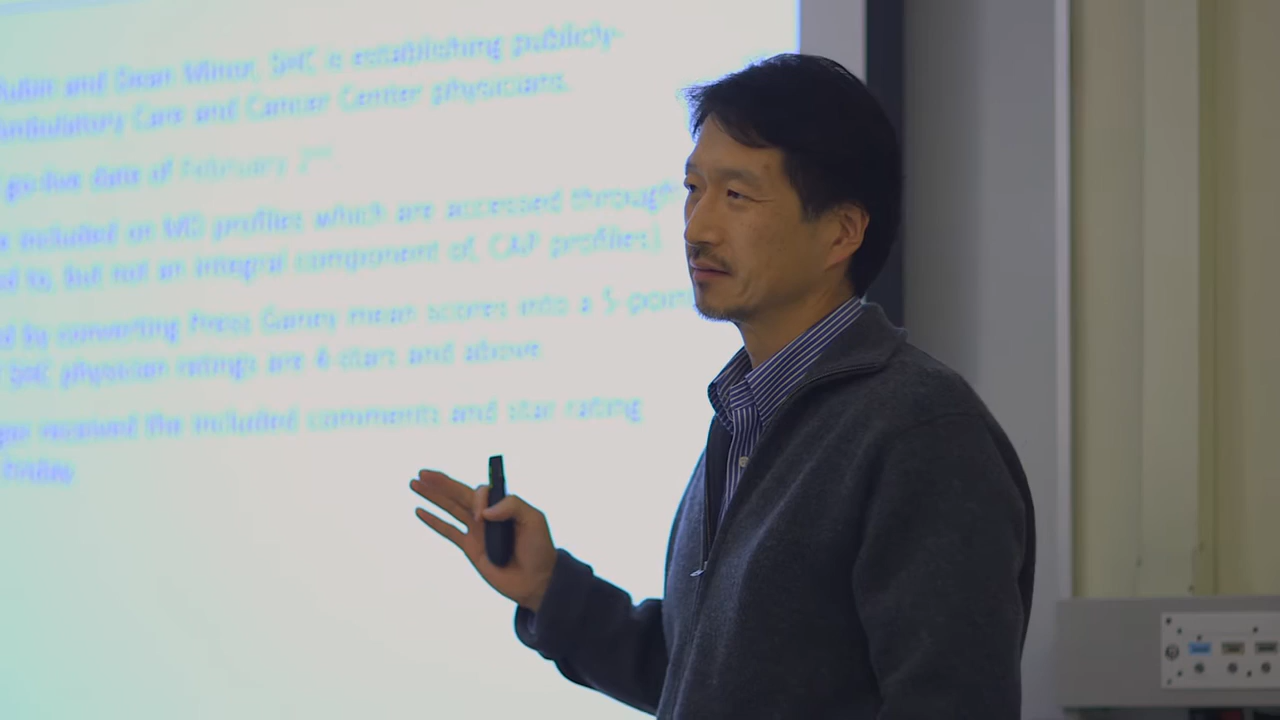 and Dean Minor, SHC is establishing publicly-
Ambulatory Care and Cancer Center physicians.
go-live date of February
included on MD profiles which are accessed through
to, but not an integral component of, CAP profiles).
by converting Press Ganey mean scores into a 5-point
SHC physician ratings are 4-stars and above
received the included comments and star rating